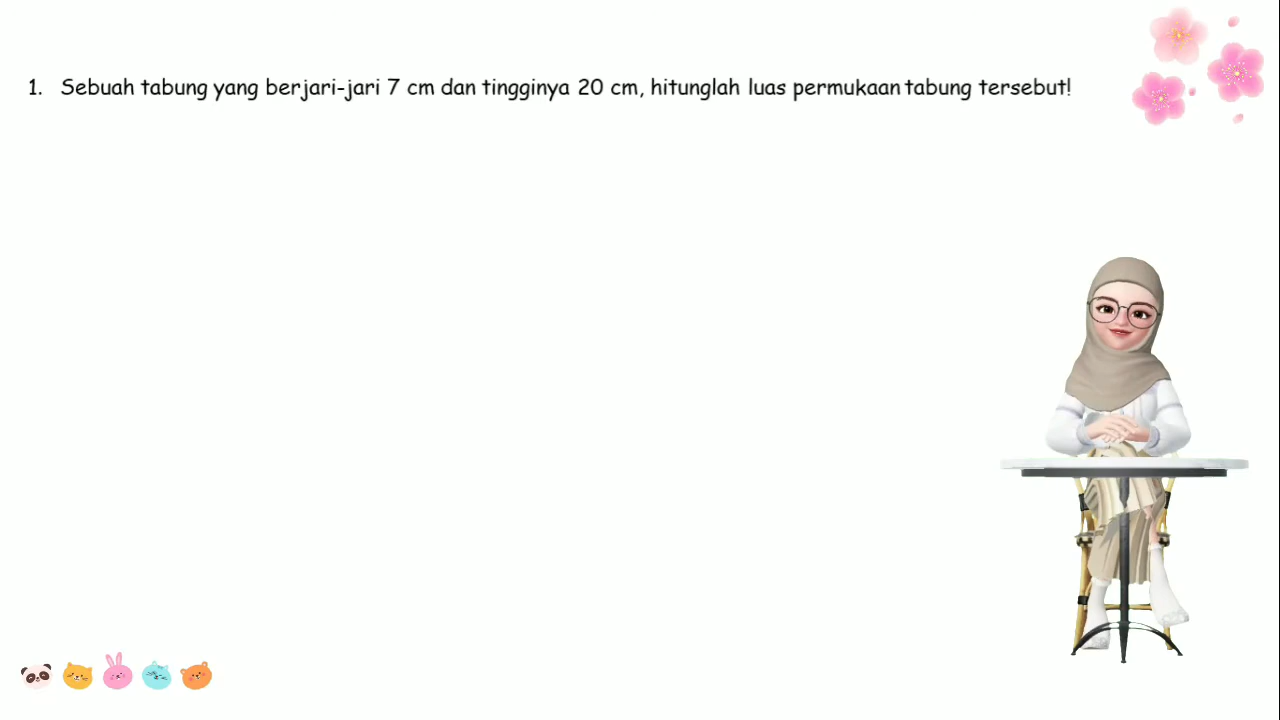 1. Sebuah tabung yang berjari-jari 7 cm dan tingginya 20 cm, hitunglah luas permukaan tabung tersebut!